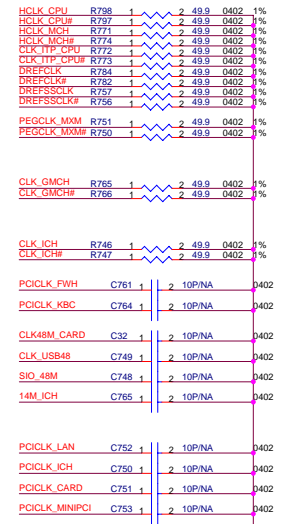 HCLK_CPU R798 1 2 49.9 0402 1%
HCLK_CPU# R797 1 2 49.9 0402 1%
HCLK_MCH R771 1 2 49.9 0402 1%
HCLK_MCH# R774 1 2 49.9 0402 1%
CLK_ITP_CPU R772 1 2 49.9 0402 1%
CLK_ITP_CPU# R773 1 2 49.9 0402 1%
DREFCLK R784 1 2 49.9 0402 1%
DREFCLK# R782 1 2 49.9 0402 1%
DREFSSCLK R757 1 2 49.9 0402 1%
DREFSSCLK# R756 1 2 49.9 0402 1%
PEGCLK_MXM R751 1 2 49.9 0402 1%
PEGCLK_MXM# R750 1 2 49.9 0402 1%
CLK_GMCH R765 1 2 49.9 0402 1%
CLK_GMCH# R766 1 2 49.9 0402 1%
CLK_ICH R746 1 2 49.9 0402 1%
CLK_ICH# R747 1 2 49.9 0402 1%
PCICLK_FWH C761 1 2 10P/NA 0402
PCICLK_KBC C764 1 2 10P/NA 0402
CLK48M_CARD C32 1 2 10P/NA 0402
CLK_USB48 C749 1 2 10P/NA 0402
SIO_48M C748 1 2 10P/NA 0402
14M_ICH C765 1 2 10P/NA 0402
PCICLK_LAN C752 1 2 10P/NA 0402
PCICLK_ICH C750 1 2 10P/NA 0402
PCICLK_CARD C751 1 2 10P/NA 0402
PCICLK_MINIPCI C753 1 2 10P/NA 0402